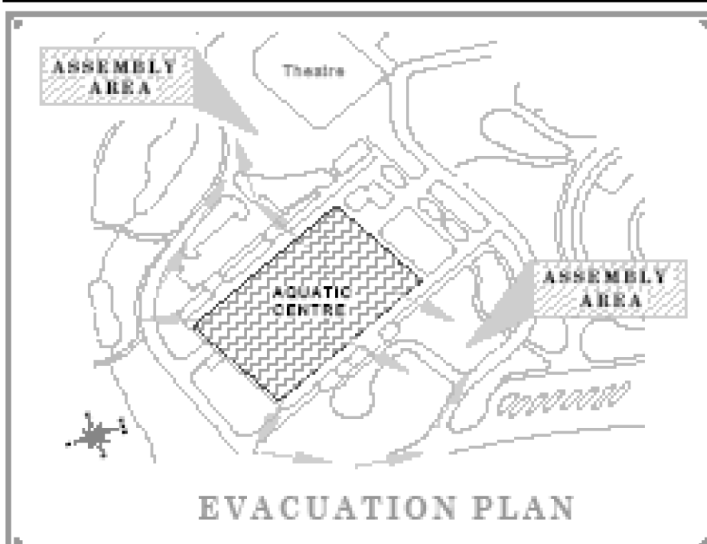 ASSEMBLY
AREA
Theatre
AQUATIC
CENTRE
ASSEMBLY
AREA
EVACUATION PLAN